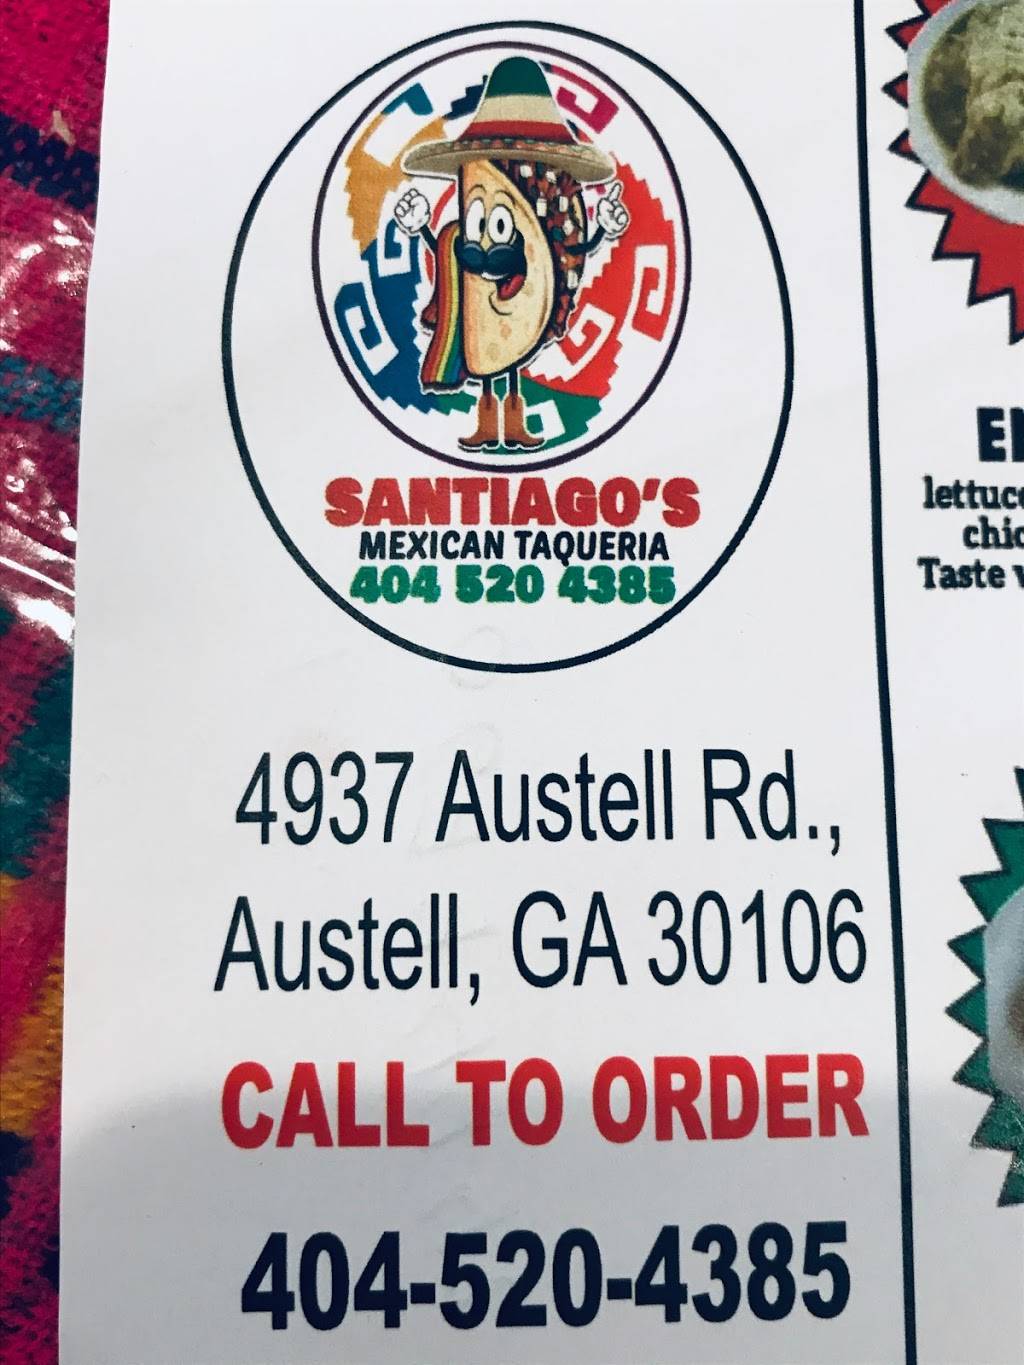 SANTIAGO'S
MEXICAN TAQUERIA
404 520 4385
4937 Austell Rd.,
Austell, GA 30106
CALL TO ORDER
404-520-4385
Taste